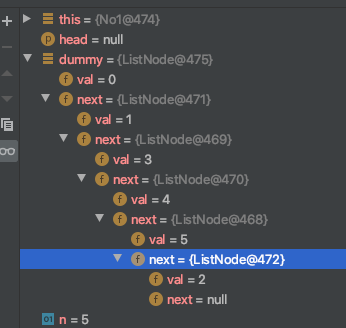 this = {No1@474}
head = null
dummy = {ListNode@475}
f val = 0
f next = {ListNode@471}
f val = 1
f next = {ListNode@469}
f val = 3
f next = {ListNode@470}
f val = 4
f next = {ListNode@468}
f val = 5
f next = {ListNode@472}
f val = 2
f next = null
01 n = 5